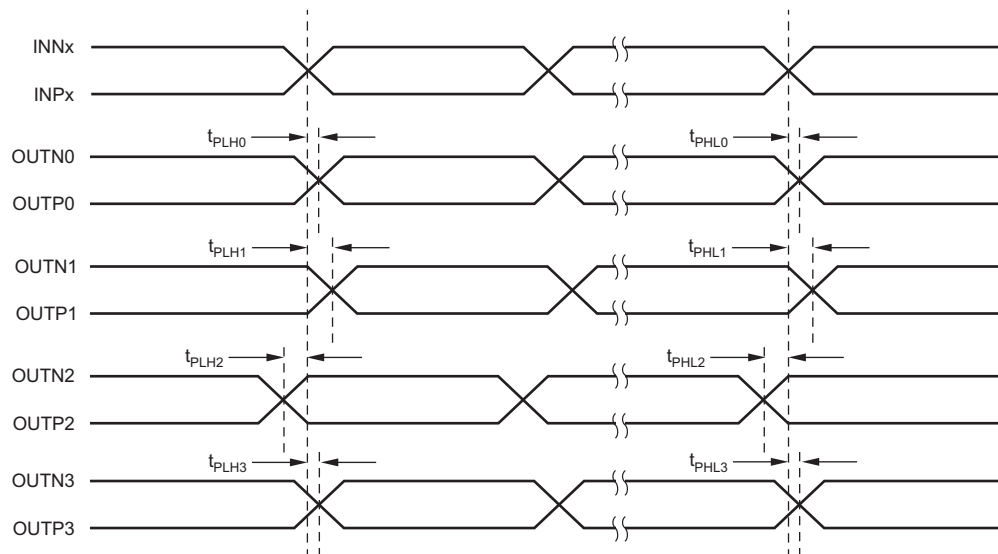 INNx
INPx
tPLH0 tPHL0
OUTN0
OUTP0
tPLH1 tPHL1
OUTN1
OUTP1
tPLH2 tPHL2
OUTN2
OUTP2
tPLH3 tPHL3
OUTN3
OUTP3